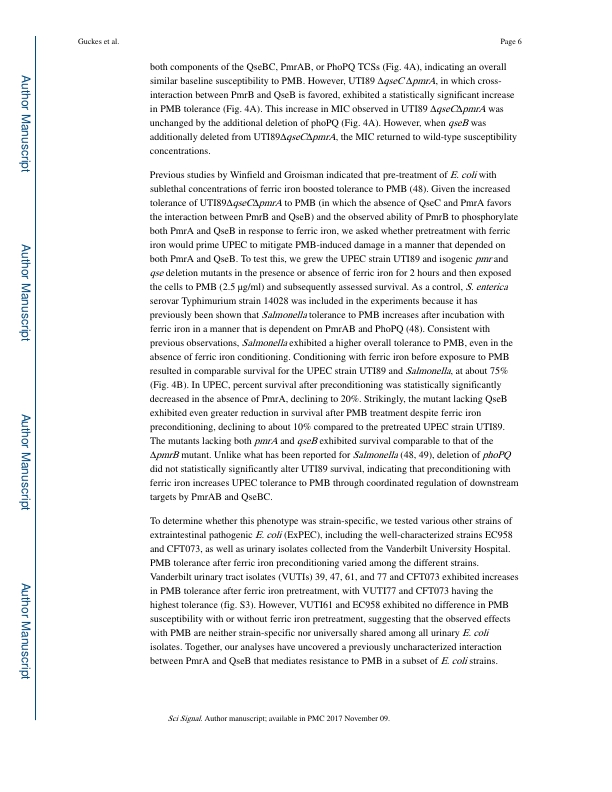 Guckes et al.
Page 6
both components of the QseBC, PmrAB, or PhoPQ TCSs (Fig. 4A), indicating an overall
similar baseline susceptibility to PMB. However, UTI89 ΔqseCΔpmrA, in which cross-
interaction between PmrB and QseB is favored, exhibited a statistically significant increase
in PMB tolerance (Fig. 4A). This increase in MIC observed in UTI89 ΔqseCΔpmrA was
unchanged by the additional deletion of phoPQ (Fig. 4A). However, when qseB was
additionally deleted from UTI89ΔqseCΔpmrA, the MIC returned to wild-type susceptibility
concentrations.
Previous studies by Winfield and Groisman indicated that pre-treatment of E. coli with
sublethal concentrations of ferric iron boosted tolerance to PMB (48). Given the increased
tolerance of UTI89ΔqseCΔpmrA to PMB (in which the absence of QseC and PmrA favors
the interaction between PmrB and QseB) and the observed ability of PmrB to phosphorylate
both PmrA and QseB in response to ferric iron, we asked whether pretreatment with ferric
iron would prime UPEC to mitigate PMB-induced damage in a manner that depended on
both PmrA and QseB. To test this, we grew the UPEC strain UTI89 and isogenic pmr and
qse deletion mutants in the presence or absence of ferric iron for 2 hours and then exposed
the cells to PMB (2.5 μg/ml) and subsequently assessed survival. As a control, S. enterica
serovar Typhimurium strain 14028 was included in the experiments because it has
previously been shown that Salmonella tolerance to PMB increases after incubation with
ferric iron in a manner that is dependent on PmrAB and PhoPQ (48). Consistent with
previous observations, Salmonella exhibited a higher overall tolerance to PMB, even in the
absence of ferric iron conditioning. Conditioning with ferric iron before exposure to PMB
resulted in comparable survival for the UPEC strain UTI89 and Salmonella, at about 75%
(Fig. 4B). In UPEC, percent survival after preconditioning was statistically significantly
decreased in the absence of PmrA, declining to 20%. Strikingly, the mutant lacking QseB
exhibited even greater reduction in survival after PMB treatment despite ferric iron
preconditioning, declining to about 10% compared to the pretreated UPEC strain UTI89.
The mutants lacking both pmrA and qseB exhibited survival comparable to that of the
ΔpmrB mutant. Unlike what has been reported for Salmonella (48, 49), deletion of phoPQ
did not statistically significantly alter UTI89 survival, indicating that preconditioning with
ferric iron increases UPEC tolerance to PMB through coordinated regulation of downstream
targets by PmrAB and QseBC.
To determine whether this phenotype was strain-specific, we tested various other strains of
extraintestinal pathogenic E. coli (ExPEC), including the well-characterized strains EC958
and CFT073, as well as urinary isolates collected from the Vanderbilt University Hospital.
PMB tolerance after ferric iron preconditioning varied among the different strains.
Vanderbilt urinary tract isolates (VUTIs) 39, 47, 61, and 77 and CFT073 exhibited increases
in PMB tolerance after ferric iron pretreatment, with VUTI77 and CFT073 having the
highest tolerance (fig. S3). However, VUTI61 and EC958 exhibited no difference in PMB
susceptibility with or without ferric iron pretreatment, suggesting that the observed effects
with PMB are neither strain-specific nor universally shared among all urinary E. coli
isolates. Together, our analyses have uncovered a previously uncharacterized interaction
between PmrA and QseB that mediates resistance to PMB in a subset of E. coli strains.
Sci Signal. Author manuscript; available in PMC 2017 November 09.
Author Manuscript
Author Manuscript
Author Manuscript
Author Manuscript